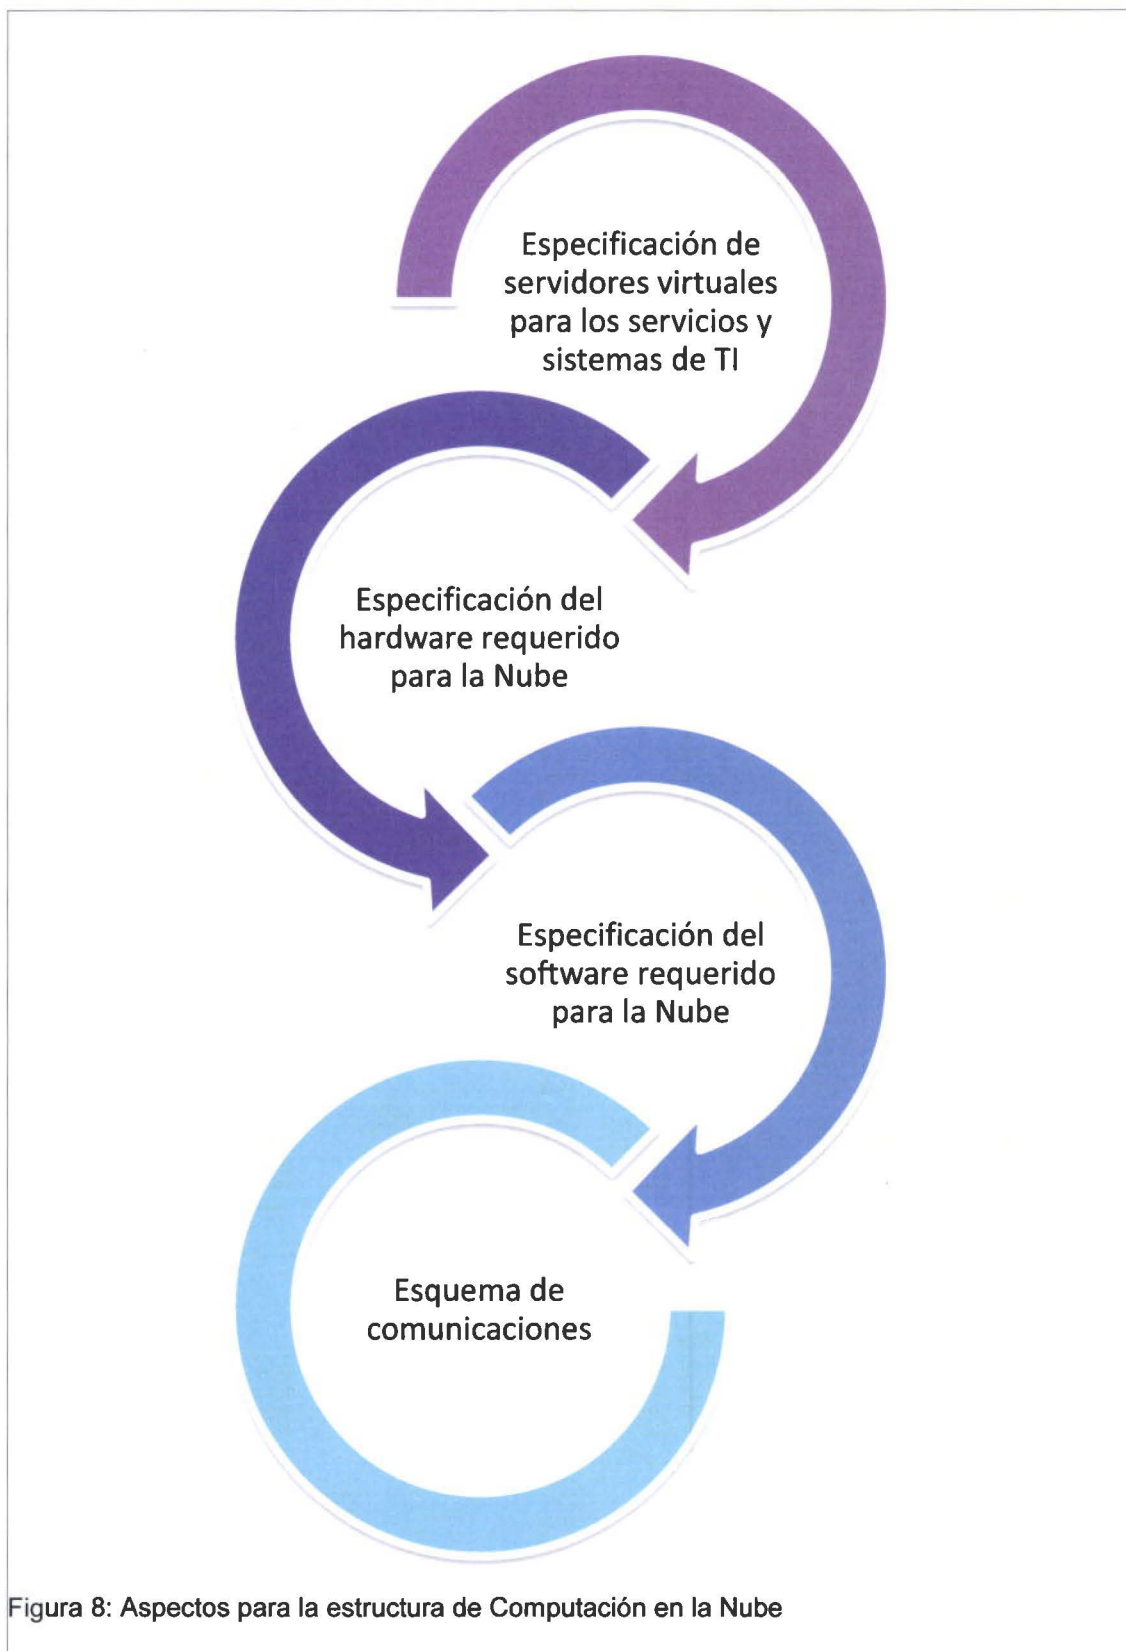 Especificación de
servidores virtuales
para los servicios y
sistemas de TI
Especificación del
hardware requerido
para la Nube
Especificación del
software requerido
para la Nube
Esquema de
comunicaciones
Figura 8: Aspectos para la estructura de Computación en la Nube